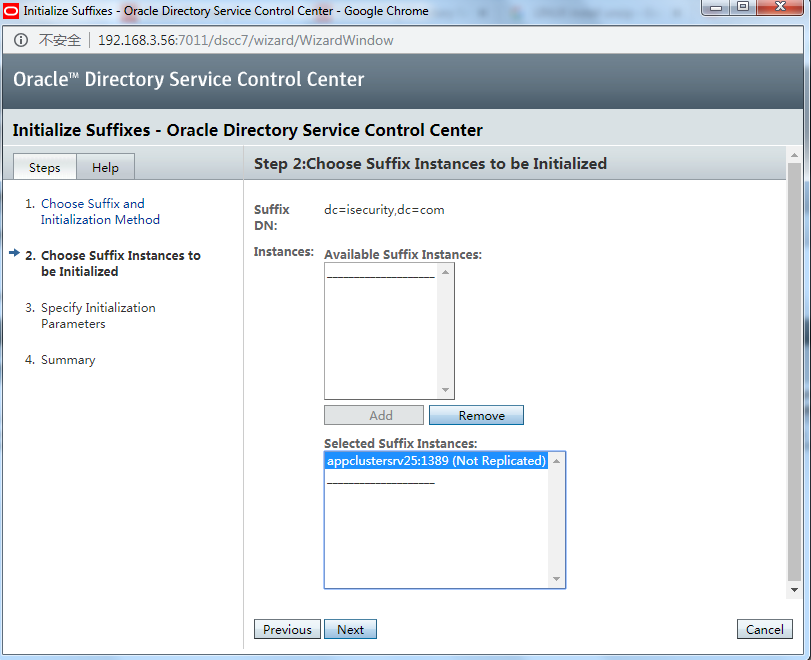 Initialize Suffixes - Oracle Directory Service Control Center - Google Chrome
不安全 | 192.168.3.56:7011/dscc7/wizard/WizardWindow
Oracle™ Directory Service Control Center
Initialize Suffixes - Oracle Directory Service Control Center
Steps
Help
1. Choose Suffix and
Initialization Method
2. Choose Suffix Instances to
be Initialized
3. Specify Initialization
Parameters
4. Summary
Step 2:Choose Suffix Instances to be Initialized
Suffix
DN:
dc=isecurity,dc=com
Instances:
Available Suffix Instances:
____________________
Add
Remove
Selected Suffix Instances:
appclustersrv25:1389 (Not Replicated)
____________________
Previous
Next
Cancel